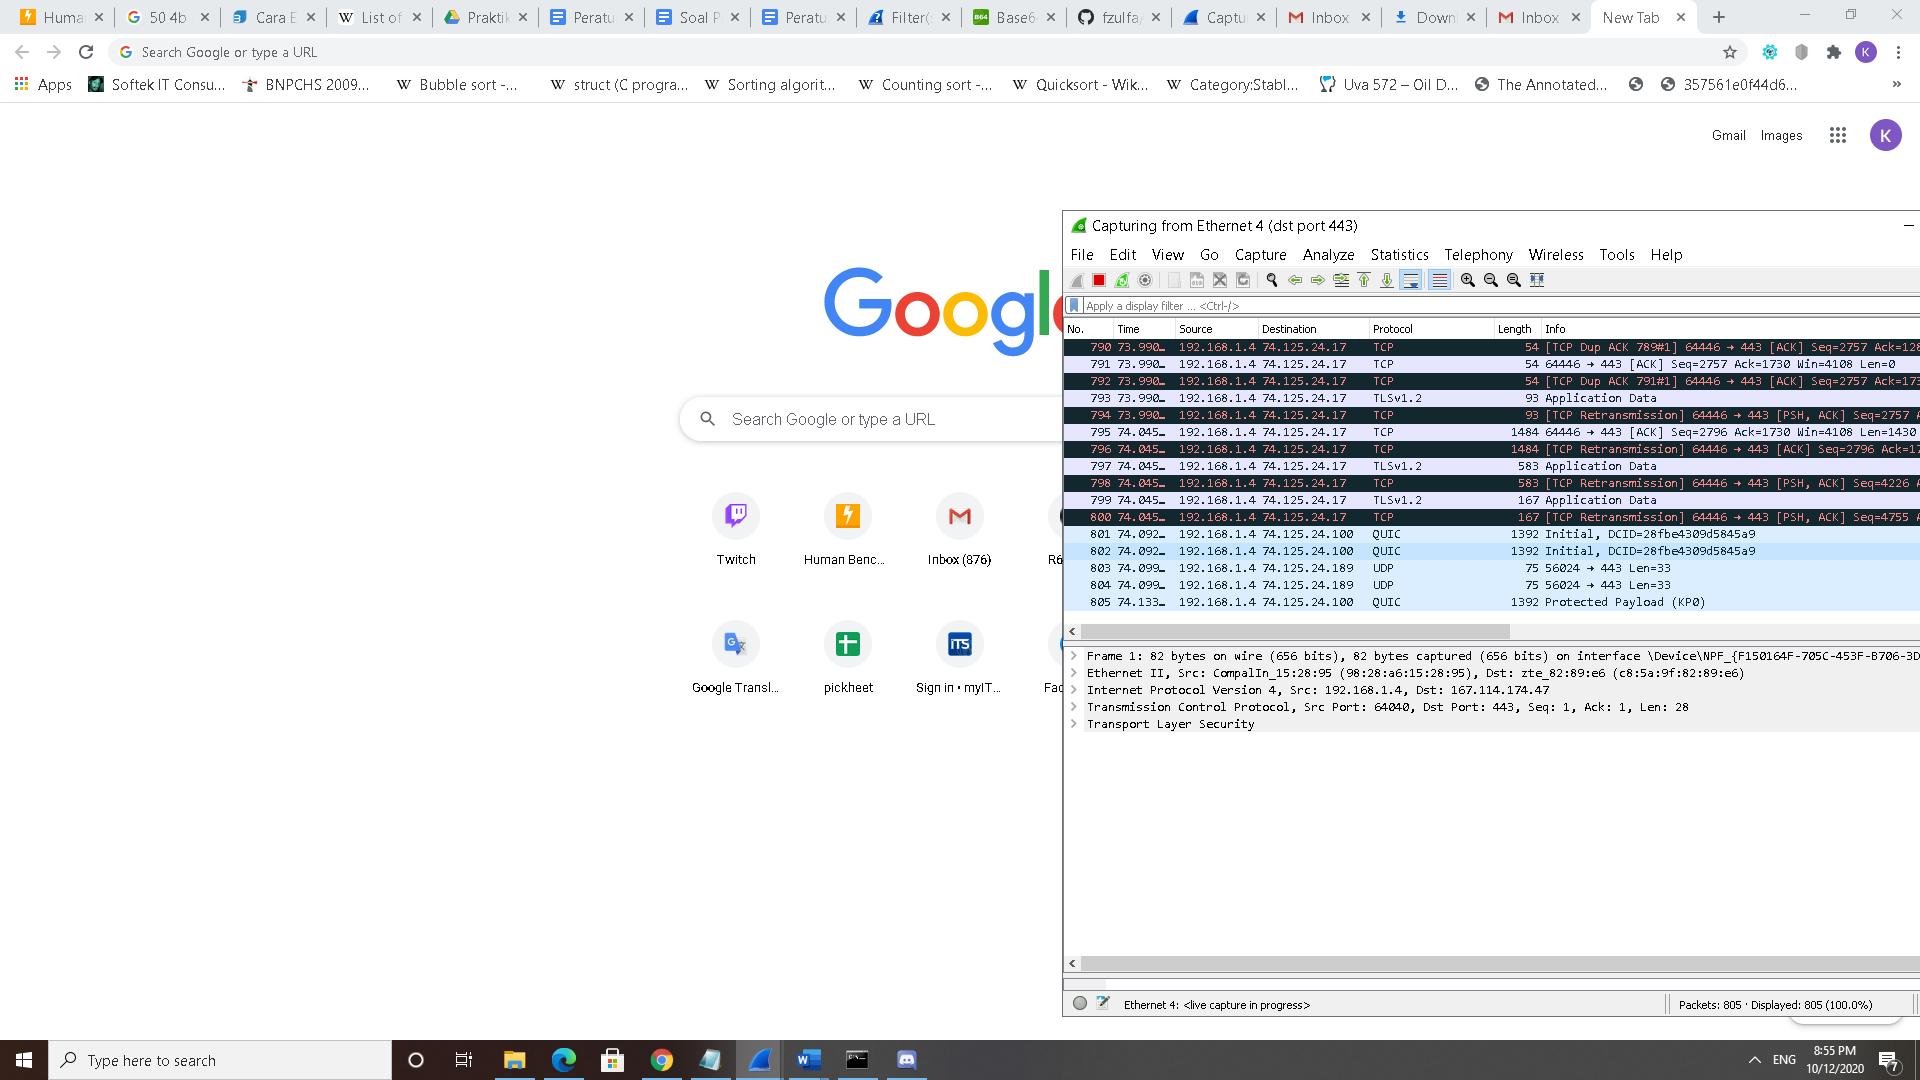 Huma
50 4b
Cara E
List of
Praktik
Peratu
Soal P
Peratu
Filter(
Base6
fzulfa/
Captu
Inbox
Down
Inbox
New Tab
Search Google or type a URL
K
Apps
Softek IT Consu...
BNPCHS 2009...
Bubble sort -...
struct (C progra...
Sorting algorit...
Counting sort -...
Quicksort - Wik...
Category:Stabl...
Uva 572 – Oil D...
The Annotated...
357561e0f44d6...
»
Gmail
Images
K
Google
Search Google or type a URL
Twitch
Human Benc...
Inbox (876)
R6
Google Transl...
pickheet
Sign in • myIT...
Fac
Capturing from Ethernet 4 (dst port 443)
File Edit View Go Capture Analyze Statistics Telephony Wireless Tools Help
Apply a display filter ... <Ctrl-/>
No. Time Source Destination Protocol Length Info
790 73.990… 192.168.1.4 74.125.24.17 TCP 54 [TCP Dup ACK 789#1] 64446 → 443 [ACK] Seq=2757 Ack=128
791 73.990… 192.168.1.4 74.125.24.17 TCP 54 64446 → 443 [ACK] Seq=2757 Ack=1730 Win=4108 Len=0
792 73.990… 192.168.1.4 74.125.24.17 TCP 54 [TCP Dup ACK 791#1] 64446 → 443 [ACK] Seq=2757 Ack=173
793 73.990… 192.168.1.4 74.125.24.17 TLSv1.2 93 Application Data
794 73.990… 192.168.1.4 74.125.24.17 TCP 93 [TCP Retransmission] 64446 → 443 [PSH, ACK] Seq=2757 A
795 74.045… 192.168.1.4 74.125.24.17 TCP 1484 64446 → 443 [ACK] Seq=2796 Ack=1730 Win=4108 Len=1430
796 74.045… 192.168.1.4 74.125.24.17 TCP 1484 [TCP Retransmission] 64446 → 443 [ACK] Seq=2796 Ack=17
797 74.045… 192.168.1.4 74.125.24.17 TLSv1.2 583 Application Data
798 74.045… 192.168.1.4 74.125.24.17 TCP 583 [TCP Retransmission] 64446 → 443 [PSH, ACK] Seq=4226 A
799 74.045… 192.168.1.4 74.125.24.17 TLSv1.2 167 Application Data
800 74.045… 192.168.1.4 74.125.24.17 TCP 167 [TCP Retransmission] 64446 → 443 [PSH, ACK] Seq=4755 A
801 74.092… 192.168.1.4 74.125.24.100 QUIC 1392 Initial, DCID=28fbe4309d5845a9
802 74.092… 192.168.1.4 74.125.24.100 QUIC 1392 Initial, DCID=28fbe4309d5845a9
803 74.099… 192.168.1.4 74.125.24.189 UDP 75 56024 → 443 Len=33
804 74.099… 192.168.1.4 74.125.24.189 UDP 75 56024 → 443 Len=33
805 74.133… 192.168.1.4 74.125.24.100 QUIC 1392 Protected Payload (KP0)
Frame 1: 82 bytes on wire (656 bits), 82 bytes captured (656 bits) on interface \Device\NPF_{F150164F-705C-453F-B706-3D
Ethernet II, Src: CompalIn_15:28:95 (98:28:a6:15:28:95), Dst: zte_82:89:e6 (c8:5a:9f:82:89:e6)
Internet Protocol Version 4, Src: 192.168.1.4, Dst: 167.114.174.47
Transmission Control Protocol, Src Port: 64040, Dst Port: 443, Seq: 1, Ack: 1, Len: 28
Transport Layer Security
Ethernet 4: <live capture in progress>
Packets: 805 · Displayed: 805 (100.0%)
Type here to search
ENG
8:55 PM
10/12/2020
7